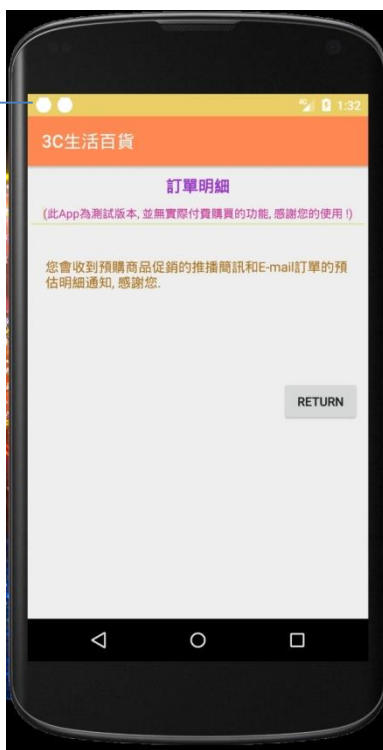 4G 1:32
3C生活百貨
訂單明細
(此App為測試版本, 並無實際付費購買的功能, 感謝您的使用 !)
您會收到預購商品促銷的推播簡訊和E-mail訂單的預
估明細通知, 感謝您.
RETURN